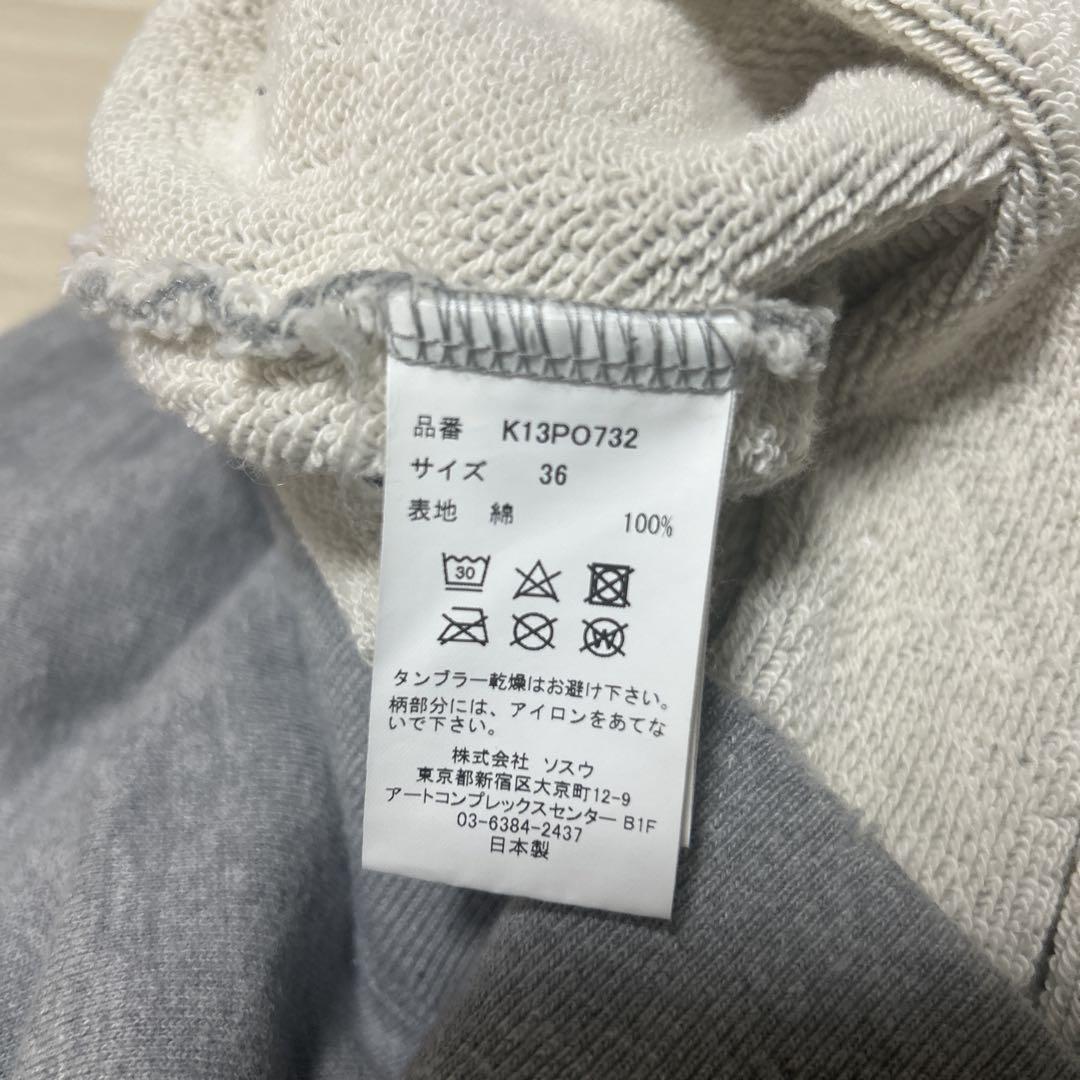 品番 K13PO732
サイズ 36
表地 綿 100%
30
W
タンブラー乾燥はお避け下さい。
柄部分には、アイロンをあてな
いで下さい。
株式会社 ソスウ
東京都新宿区大京町12-9
アートコンプレックスセンター B1F
03-6384-2437
日本製